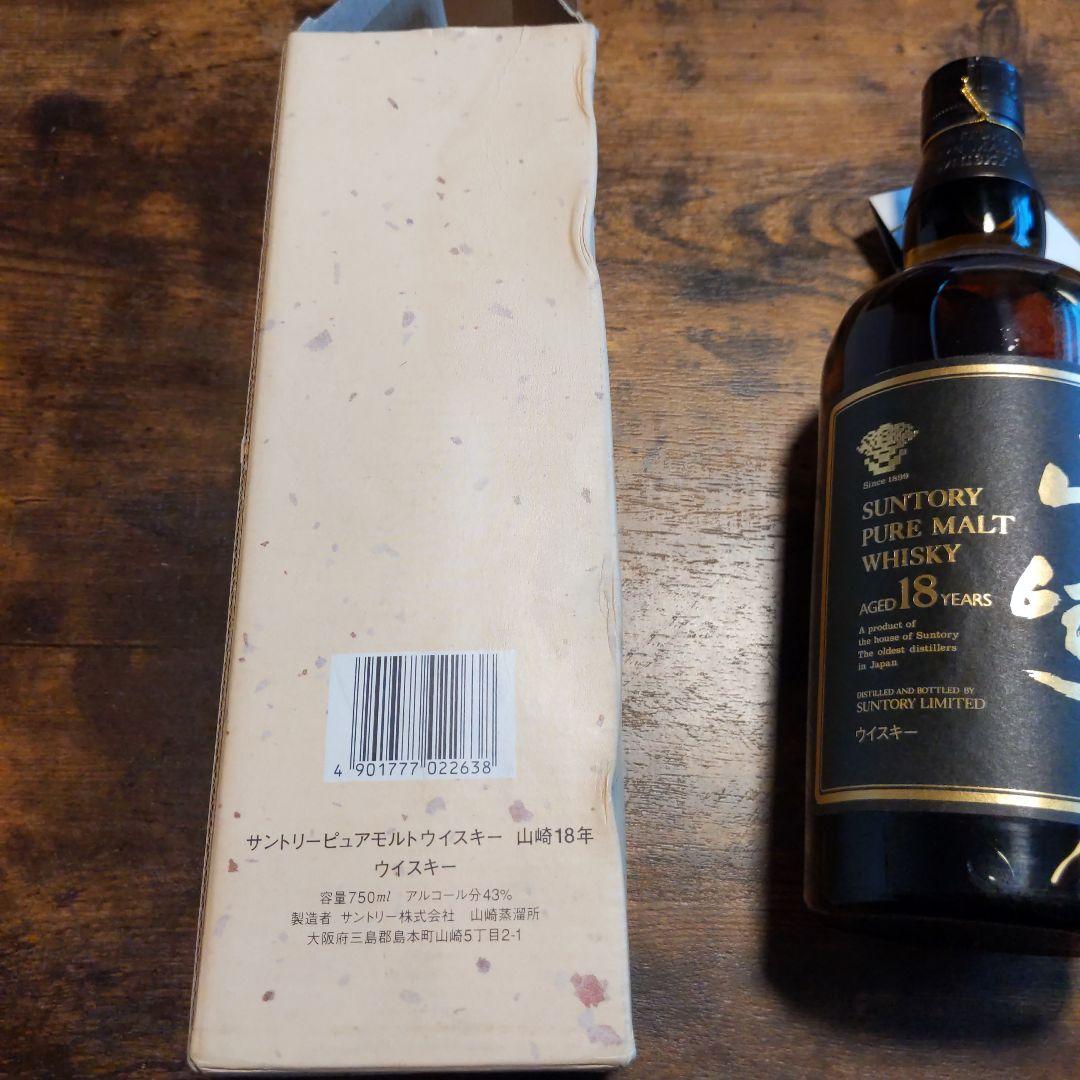 4 901777 022638
サントリーピュアモルトウイスキー 山崎18年
ウイスキー
容量750ml アルコール分43%
製造者 サントリー株式会社 山崎蒸溜所
大阪府三島郡島本町山崎5丁目2-1
Since 1899
SUNTORY
PURE MALT
WHISKY
AGED 18 YEARS
A product of
the house of Suntory
The oldest distillers
in Japan
DISTILLED AND BOTTLED BY
SUNTORY LIMITED
ウイスキー